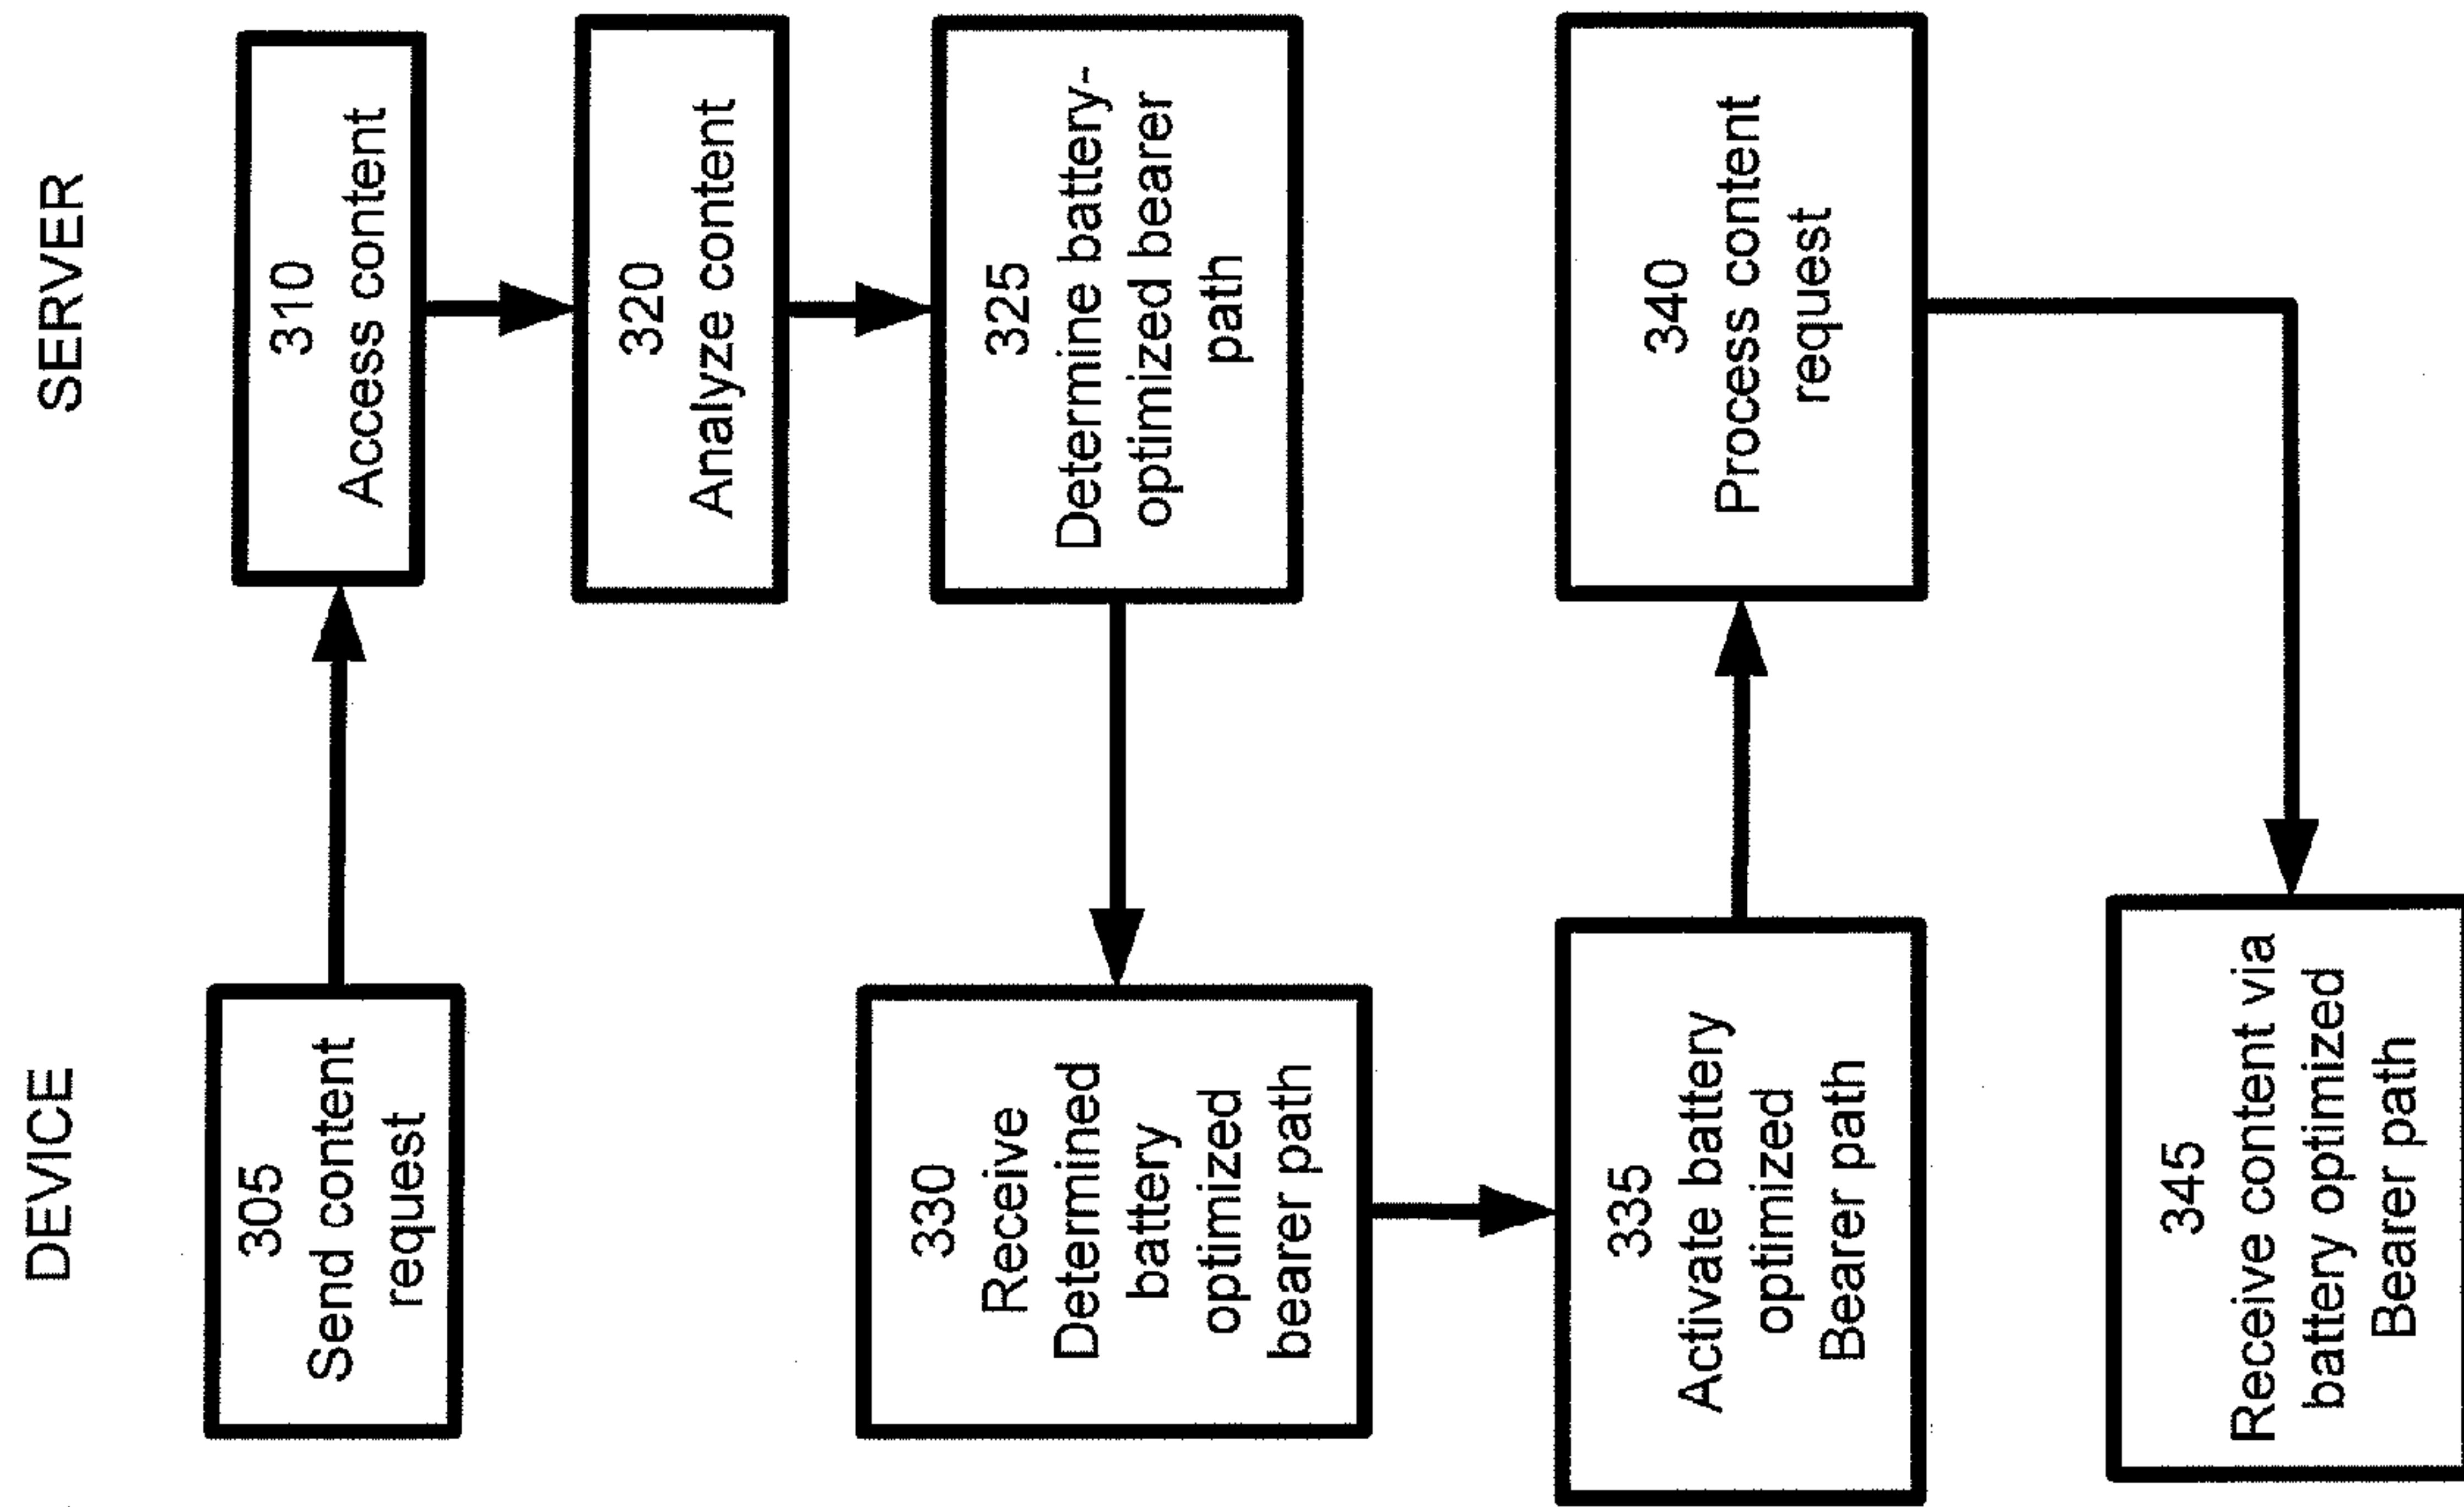 DEVICE
SERVER
305
Send content
request
310
Access content
320
Analyze content
325
Determine battery-
optimized bearer
path
330
Receive
Determined
battery
optimized
bearer path
335
Activate battery
optimized
Bearer path
340
Process content
request
345
Receive content via
battery optimized
Bearer path